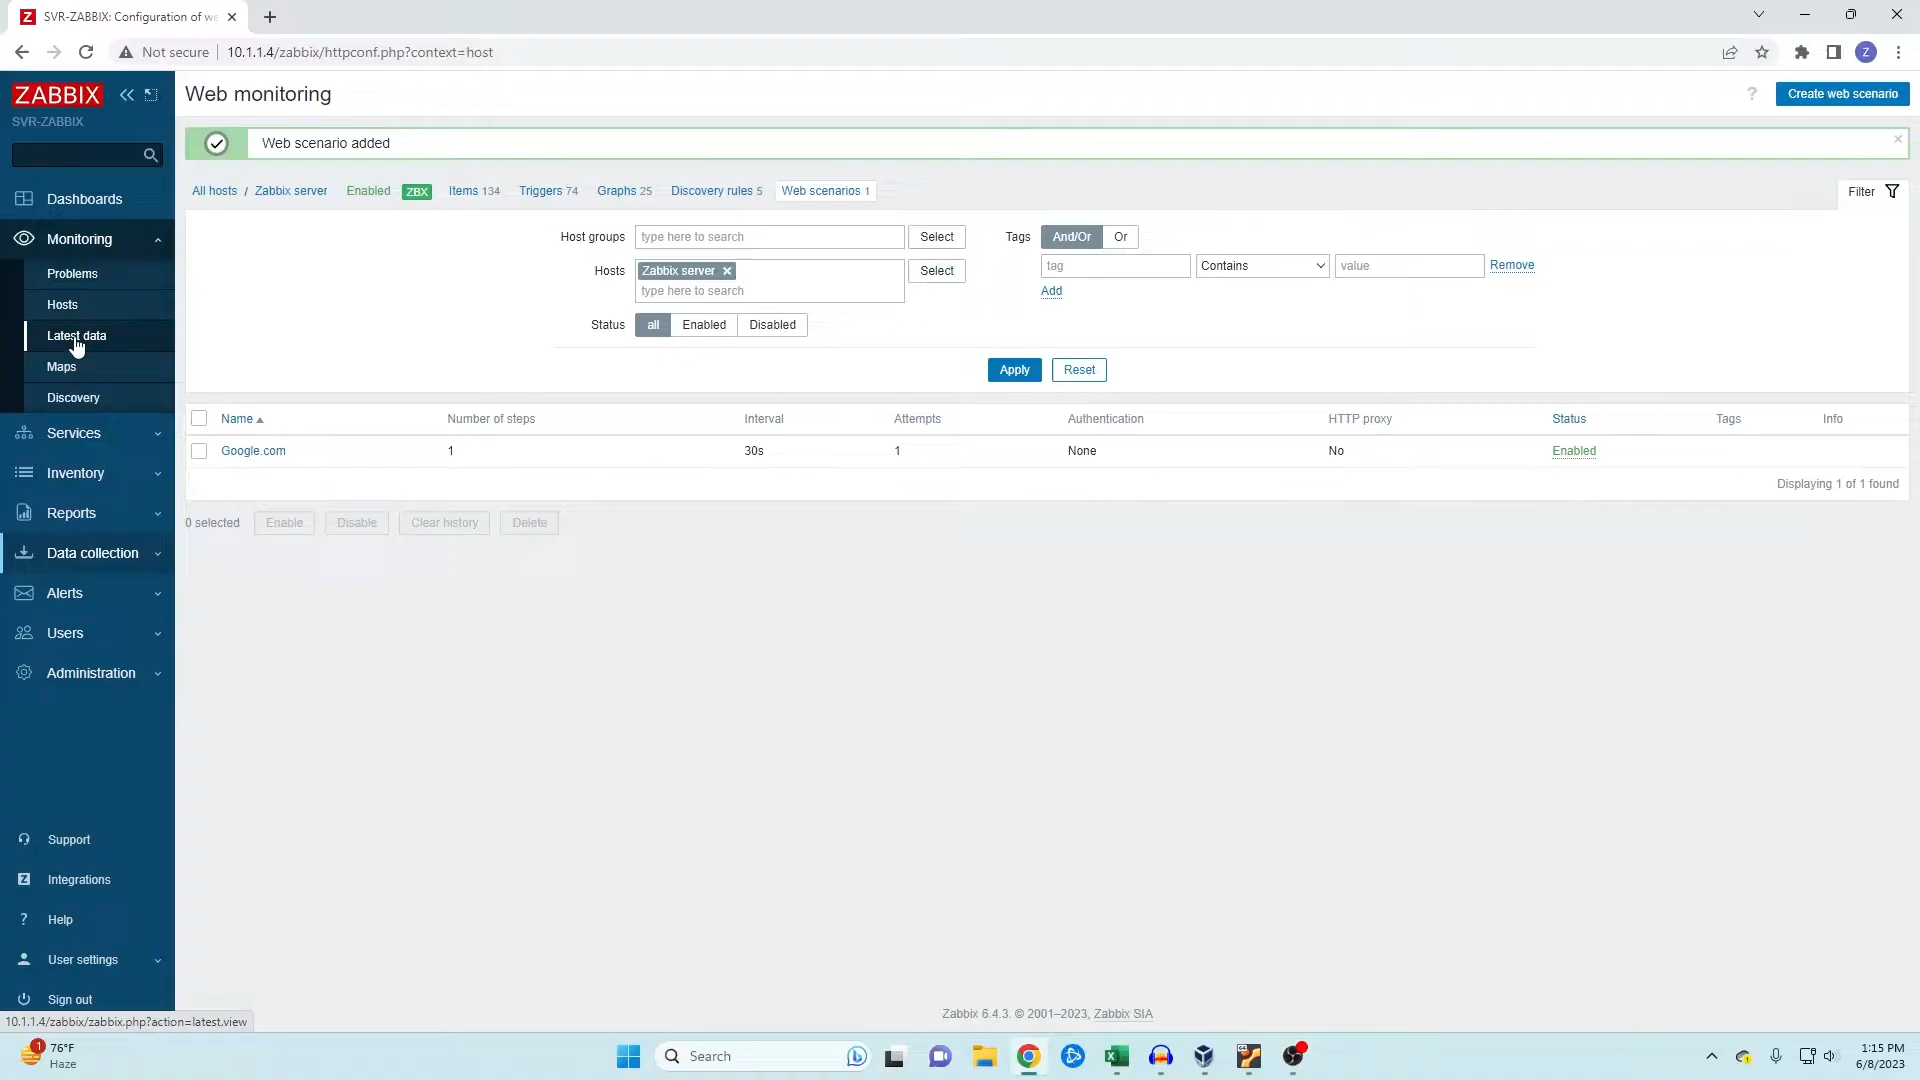 Z SVR-ZABBIX: Configuration of we
Not secure 10.1.1.4/zabbix/httpconf.php?context=host
Z
ZABBIX
SVR-ZABBIX
Web monitoring
? Create web scenario
Web scenario added
All hosts / Zabbix server Enabled ZBX Items 134 Triggers 74 Graphs 25 Discovery rules 5 Web scenarios 1
Filter
Host groups type here to search Select
Hosts Zabbix server Select
type here to search
Status all Enabled Disabled
Tags And/Or Or
tag Contains value Remove
Add
Apply Reset
Name Number of steps Interval Attempts Authentication HTTP proxy Status Tags Info
Google.com 1 30s 1 None No Enabled
Displaying 1 of 1 found
0 selected Enable Disable Clear history Delete
Dashboards
Monitoring
Problems
Hosts
Latest data
Maps
Discovery
Services
Inventory
Reports
Data collection
Alerts
Users
Administration
Support
Z Integrations
? Help
User settings
Sign out
10.1.1.4/zabbix/zabbix.php?action=latest.view
Zabbix 6.4.3. © 2001–2023, Zabbix SIA
1
76°F
Haze
Search
64
1:15 PM
6/8/2023